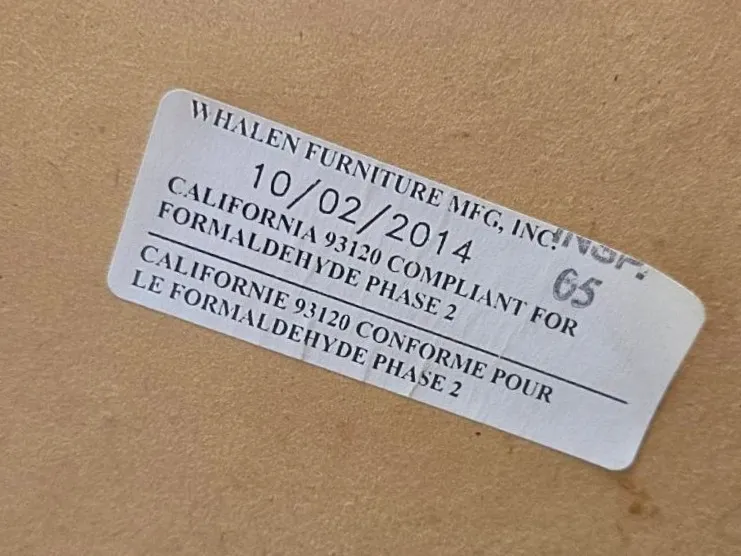 WHALEN FURNITURE MFG, INC.
10/02/2014
INSP.
65
CALIFORNIA 93120 COMPLIANT FOR
FORMALDEHYDE PHASE 2
CALIFORNIE 93120 CONFORME POUR
LE FORMALDEHYDE PHASE 2